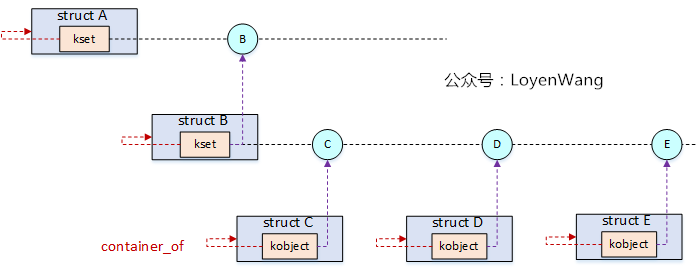 struct A
kset
B
公众号：LoyenWang
struct B
kset
C
D
E
struct C
kobject
struct D
kobject
struct E
kobject
container_of